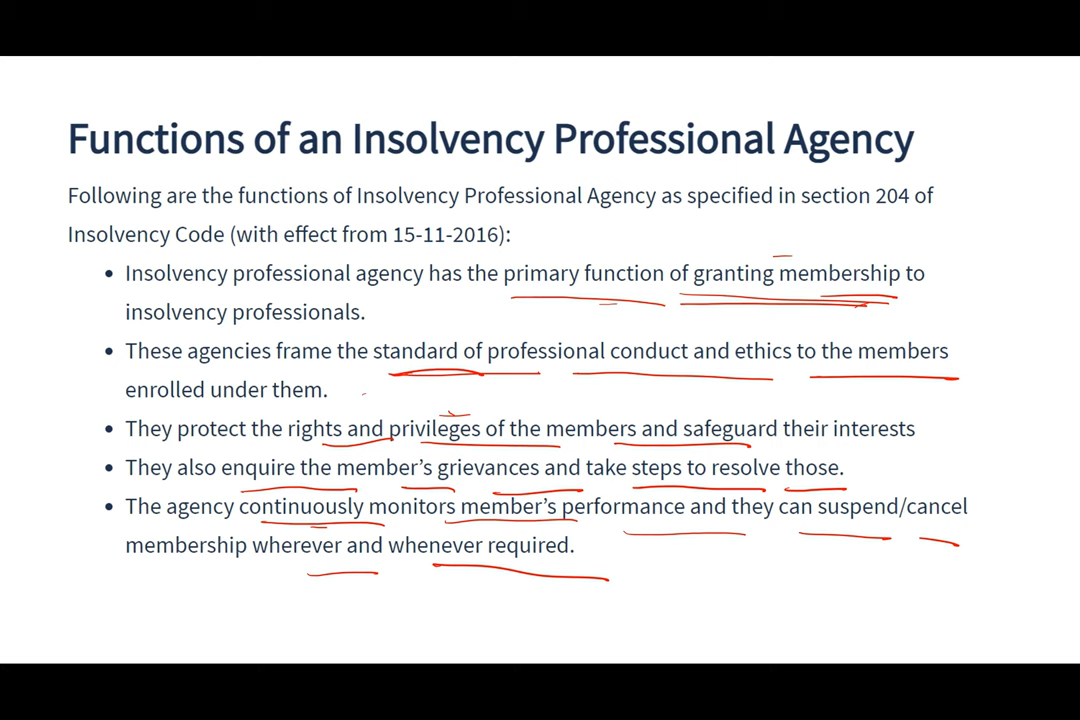 Functions of an Insolvency Professional Agency
Following are the functions of Insolvency Professional Agency as specified in section 204 of
Insolvency Code (with effect from 15-11-2016):
• Insolvency professional agency has the primary function of granting membership to
insolvency professionals.
• These agencies frame the standard of professional conduct and ethics to the members
enrolled under them.
• They protect the rights and privileges of the members and safeguard their interests
• They also enquire the member’s grievances and take steps to resolve those.
• The agency continuously monitors member’s performance and they can suspend/cancel
membership wherever and whenever required.